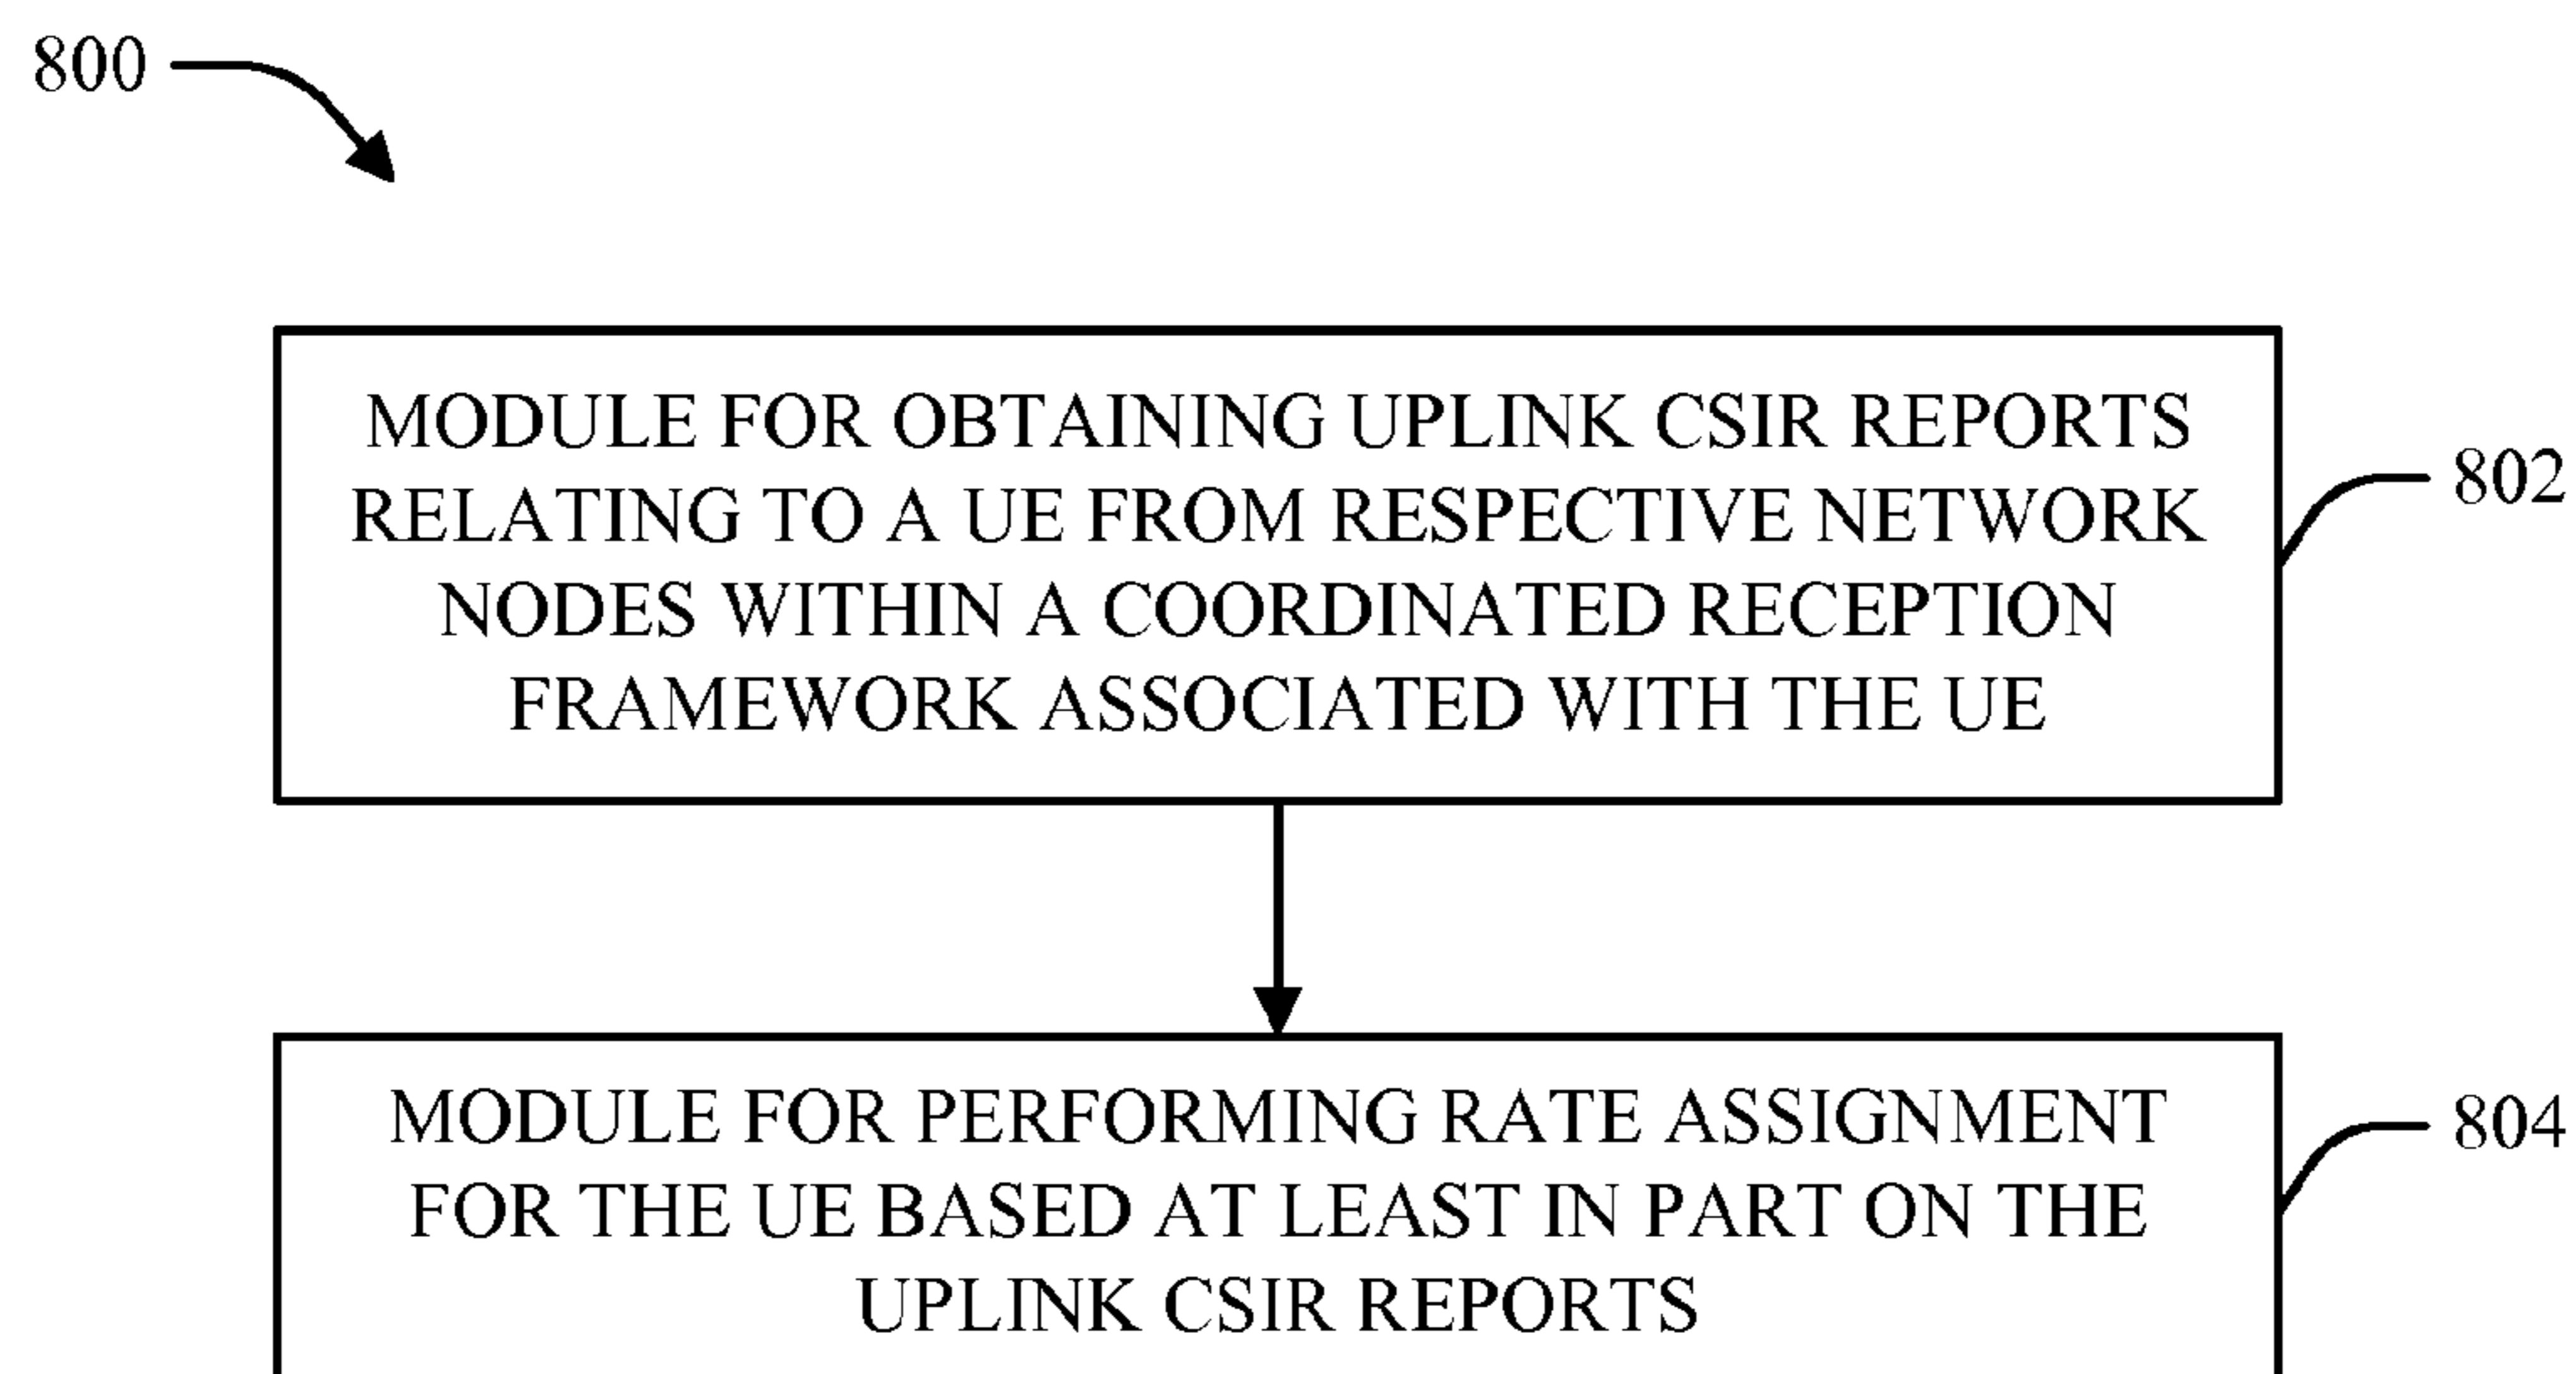 800
MODULE FOR OBTAINING UPLINK CSIR REPORTS
RELATING TO A UE FROM RESPECTIVE NETWORK
NODES WITHIN A COORDINATED RECEPTION
FRAMEWORK ASSOCIATED WITH THE UE
802
MODULE FOR PERFORMING RATE ASSIGNMENT
FOR THE UE BASED AT LEAST IN PART ON THE
UPLINK CSIR REPORTS
804